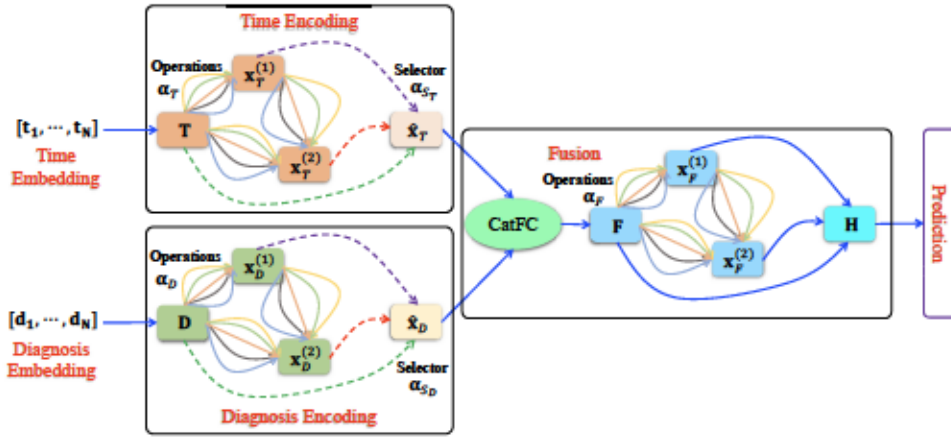 Time Encoding
Operations
α_T
x_T^(1)
Selector
α_{S_T}
[t₁, ⋯, t_N]
Time
Embedding
T
x̂_T
x_T^(2)
Fusion
Operations
α_F
x_F^(1)
CatFC
F
H
x_F^(2)
Prediction
Operations
α_D
x_D^(1)
[d₁, ⋯, d_N]
Diagnosis
Embedding
D
x̂_D
x_D^(2)
Selector
α_{S_D}
Diagnosis Encoding